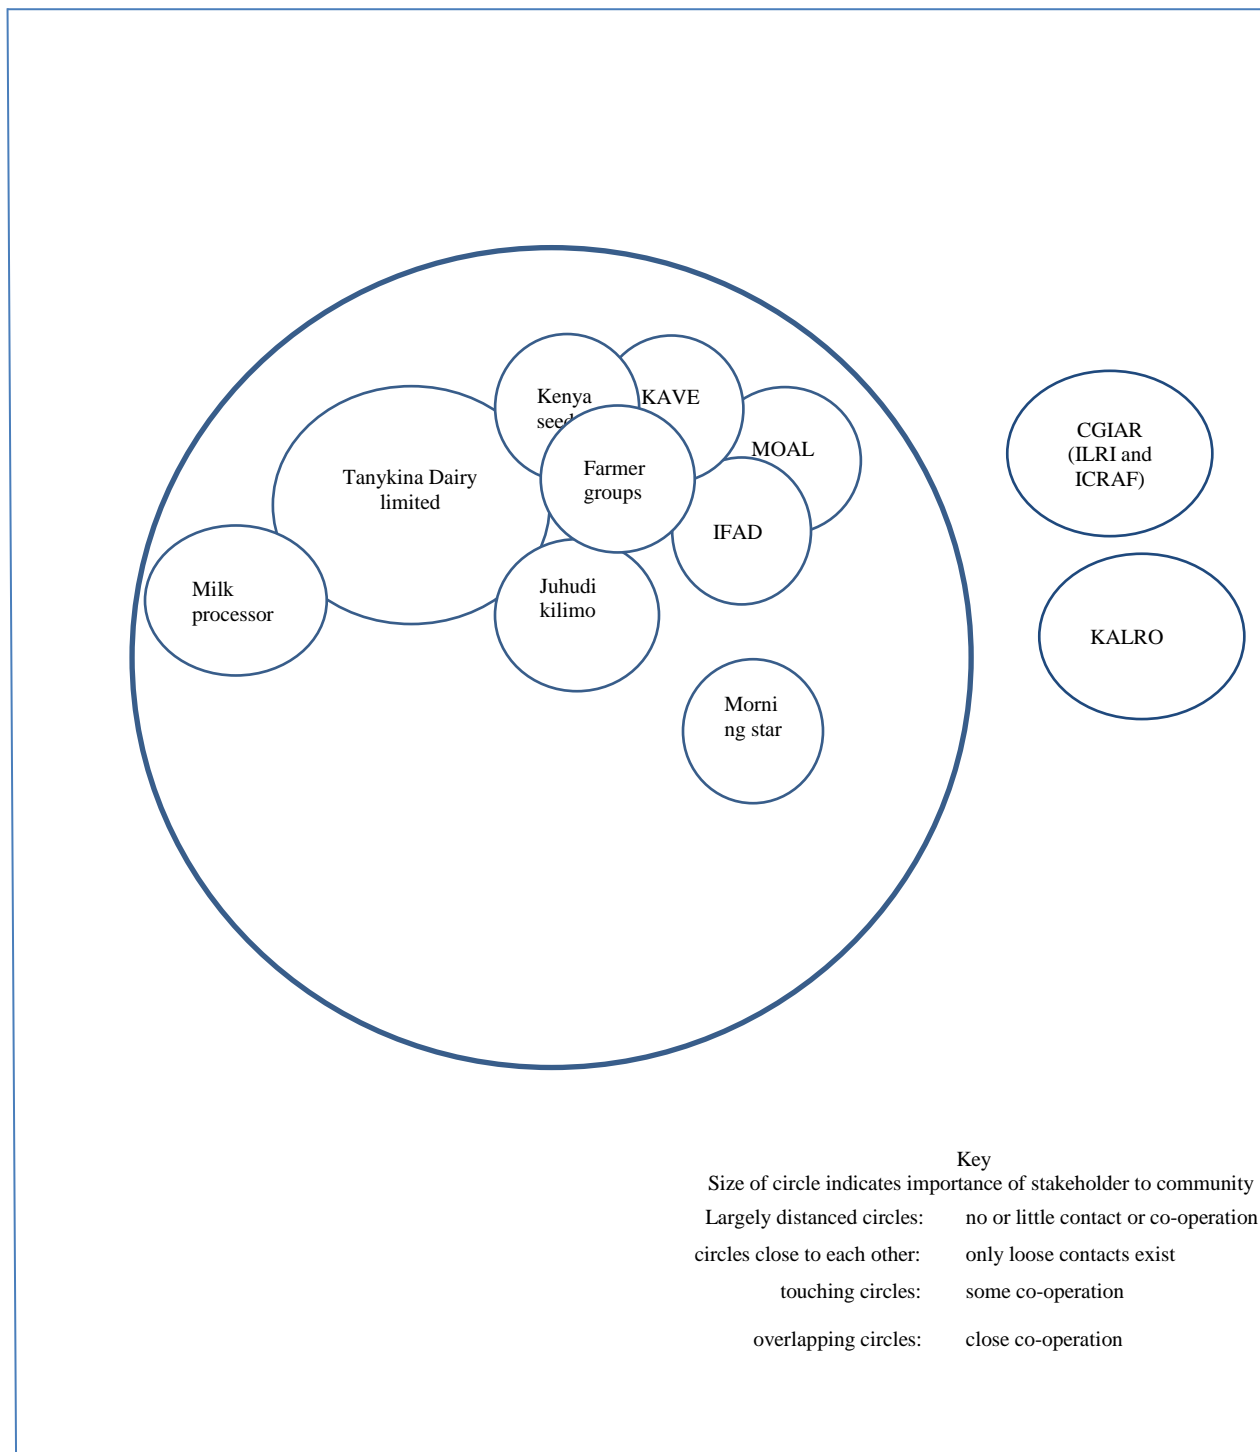 Kenya
seed
KAVE
MOAL
Tanykina Dairy
limited
Farmer
groups
IFAD
Milk
processor
Juhudi
kilimo
Morni
ng star
CGIAR
(ILRI and
ICRAF)
KALRO
Key
Size of circle indicates importance of stakeholder to community
Largely distanced circles: no or little contact or co-operation
circles close to each other: only loose contacts exist
touching circles: some co-operation
overlapping circles: close co-operation